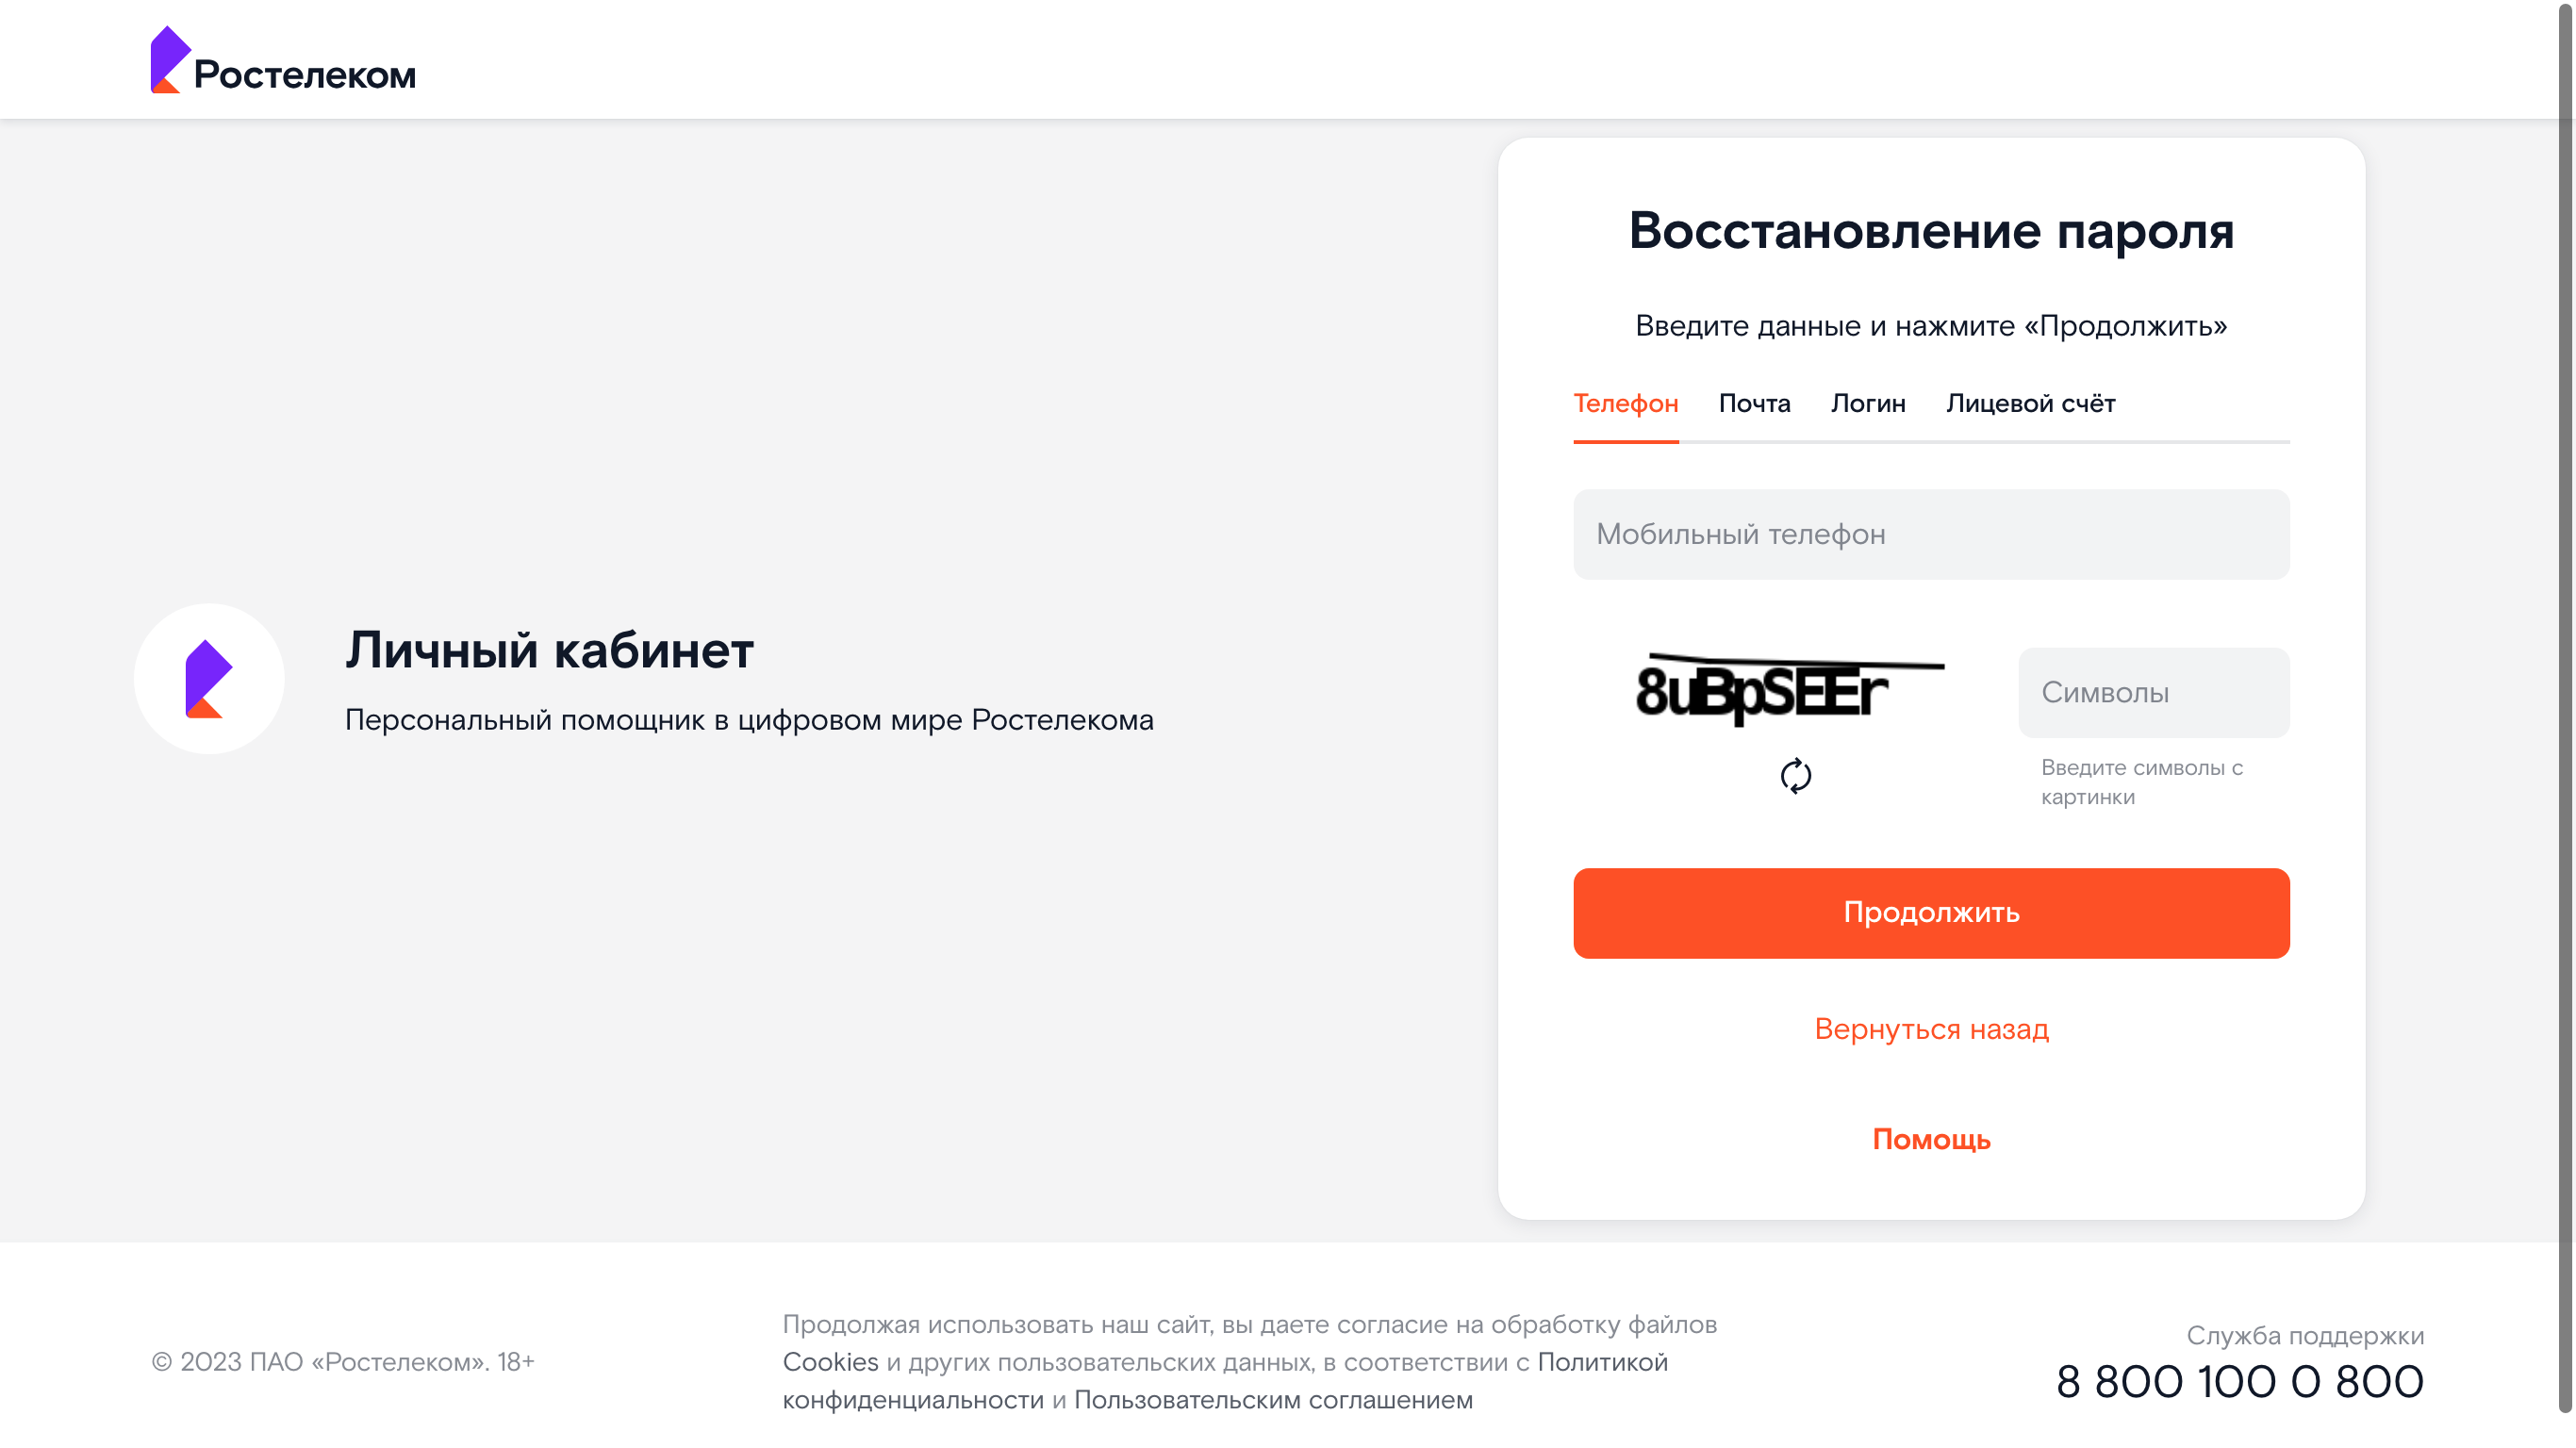 Ростелеком
Восстановление пароля
Введите данные и нажмите «Продолжить»
Телефон Почта Логин Лицевой счёт
Мобильный телефон
Личный кабинет
Персональный помощник в цифровом мире Ростелекома
8uBpSEEr
Символы
Введите символы с
картинки
Продолжить
Вернуться назад
Помощь
© 2023 ПАО «Ростелеком». 18+
Продолжая использовать наш сайт, вы даете согласие на обработку файлов
Cookies и других пользовательских данных, в соответствии с Политикой
конфиденциальности и Пользовательским соглашением
Служба поддержки
8 800 100 0 800